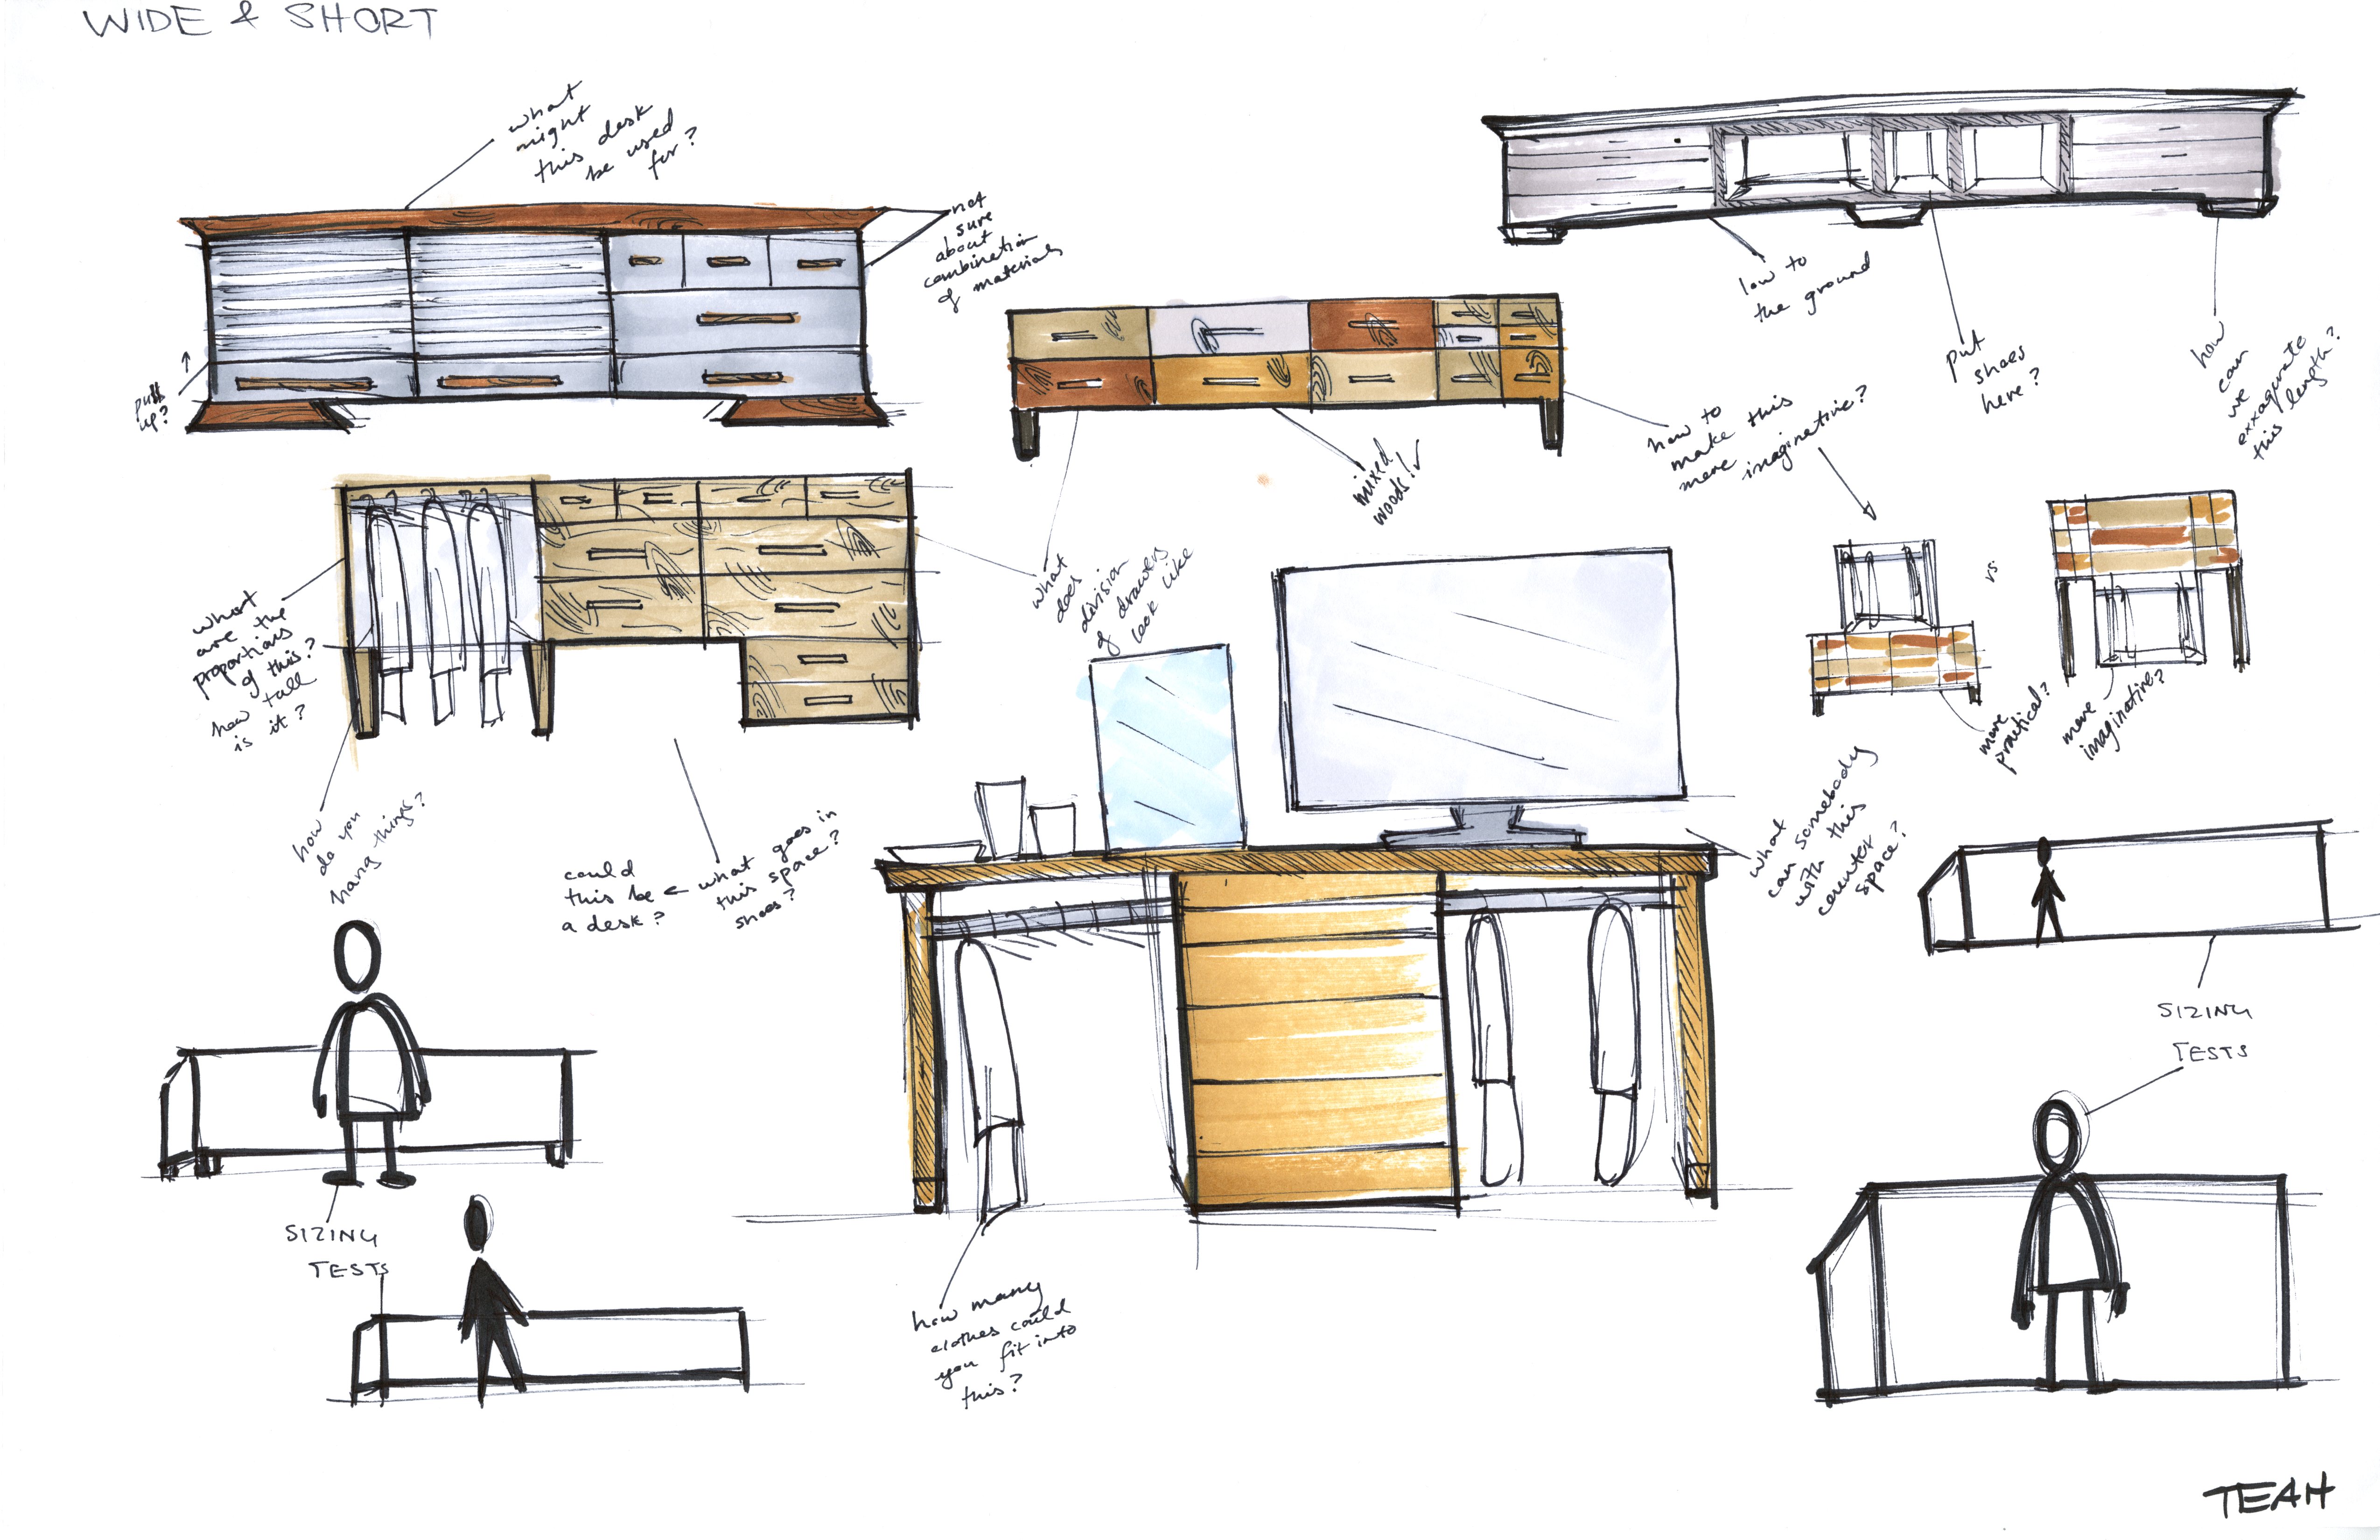 WIDE & SHORT
what
might
this desk
be used
for?
not
sure
about
combination
of materials
pull
up?
low to
the ground
put
shoes
here?
how
can
we
exxagerate
this
length?
how to
make this
more imaginative?
mixed
woods!
what
does
division
of drawers
look like
vs
more
practical?
more
imaginative?
what
are the
proportions
of this?
how tall
is it?
how
do you
hang things?
could
this be
a desk?
what goes in
this space?
shoes?
what
can somebody
with this
counter
space?
SIZING
TESTS
SIZING
TESTS
how many
clothes could
you fit into
this?
TEAH